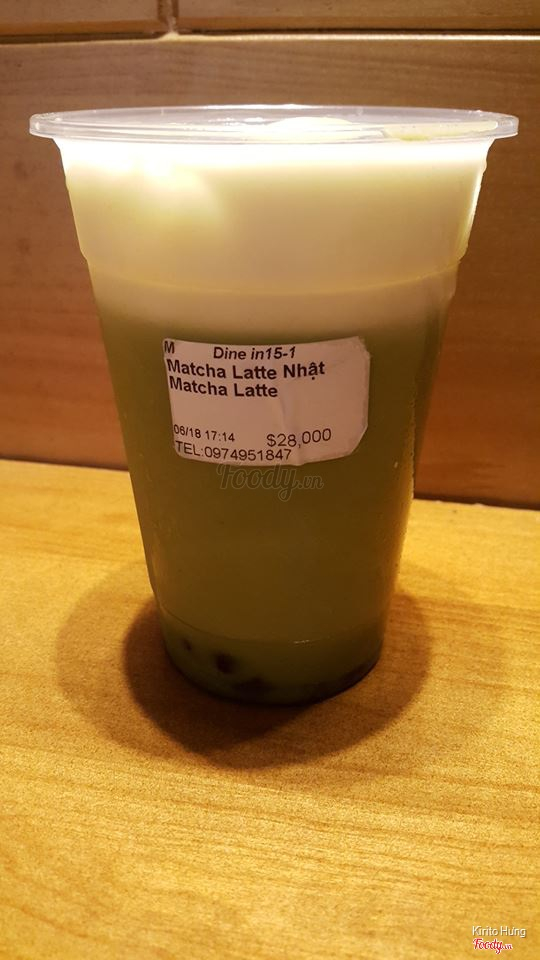 M Dine in15-1
Matcha Latte Nhật
Matcha Latte
06/18 17:14 $28,000
TEL:0974951847
Foody.vn
Kirito Hung
Foody.vn